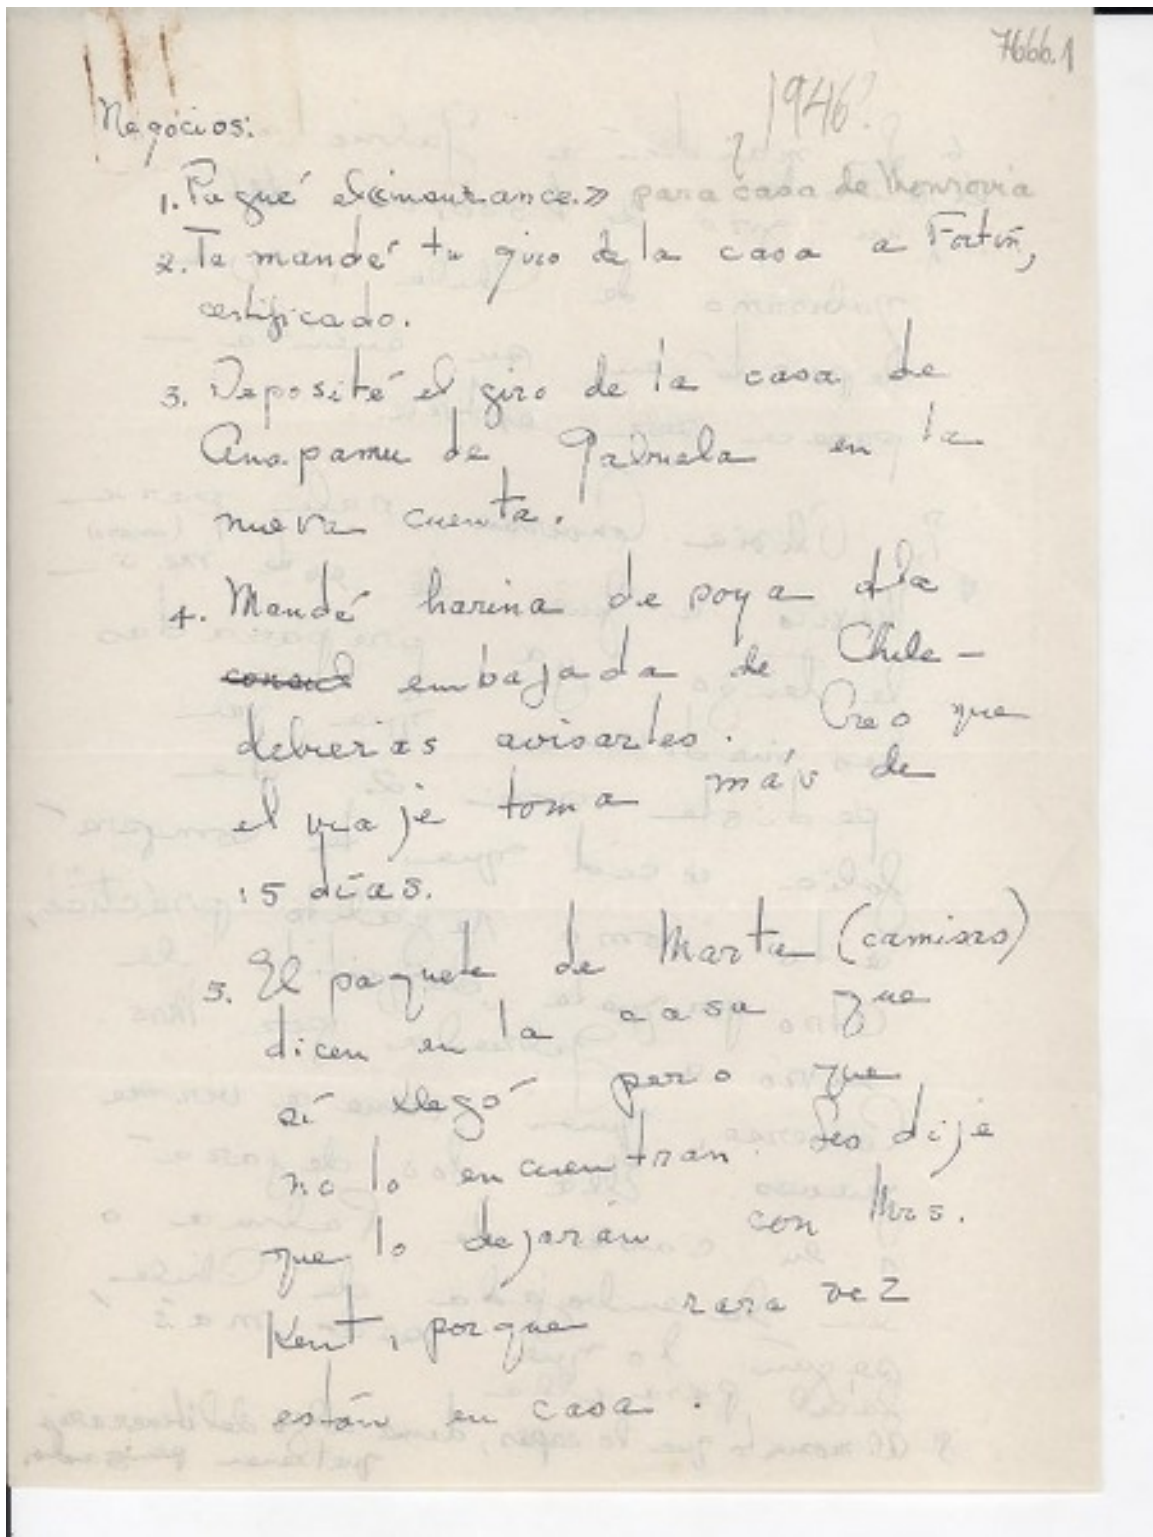 7666.1
¿1946?
Negócios:
1. Pagué el «insurance» para casa de Monrovia
2. Te mandé tu giro de la casa a Fortín,
certificado.
3. Deposité el giro de la casa de
Anapamu de Gabriela en la
nueva cuenta.
4. Mandé harina de soya a la
embajada de Chile —
deberías avisarles. Creo que
el viaje toma más de
15 días.
5. El paquete de Marta (camisas)
dicen en la casa que
sí llegó pero que
no lo encuentran. Les dije
que lo dejarán con Mrs.
Kent, porque rara vez
están en casa.